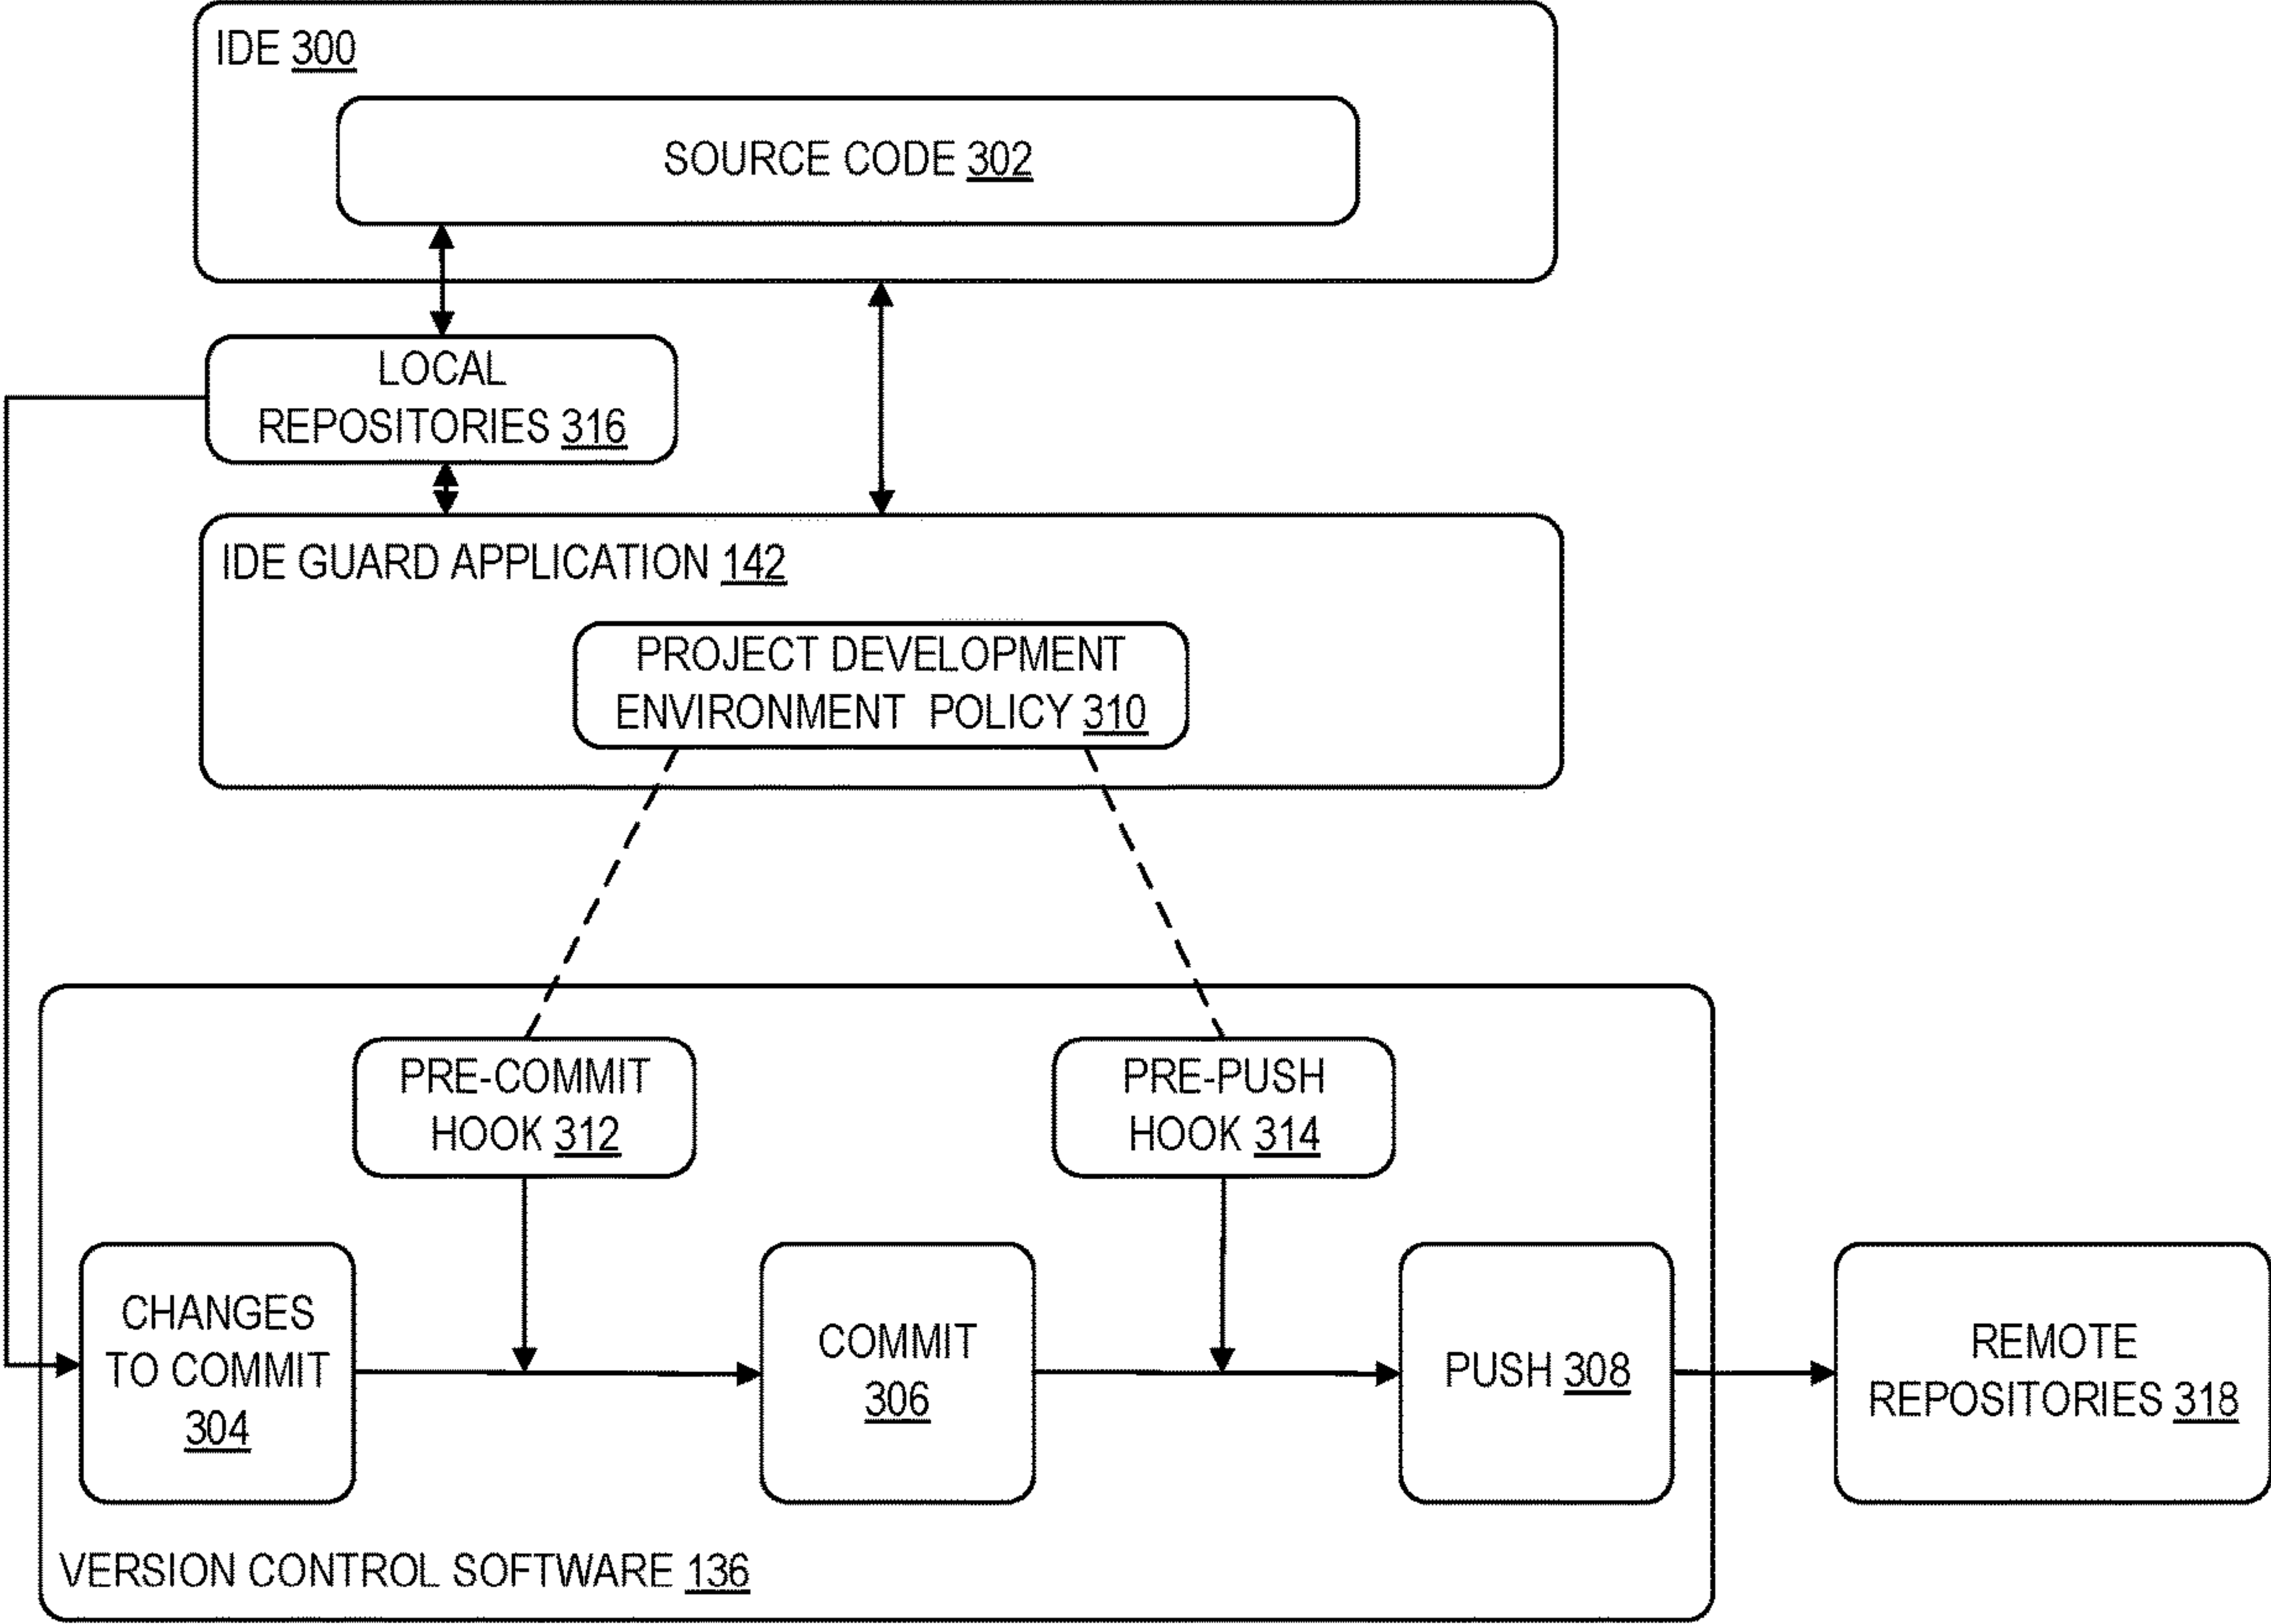 IDE 300
SOURCE CODE 302
LOCAL
REPOSITORIES 316
IDE GUARD APPLICATION 142
PROJECT DEVELOPMENT
ENVIRONMENT POLICY 310
PRE-COMMIT
HOOK 312
PRE-PUSH
HOOK 314
CHANGES
TO COMMIT
304
COMMIT
306
PUSH 308
REMOTE
REPOSITORIES 318
VERSION CONTROL SOFTWARE 136